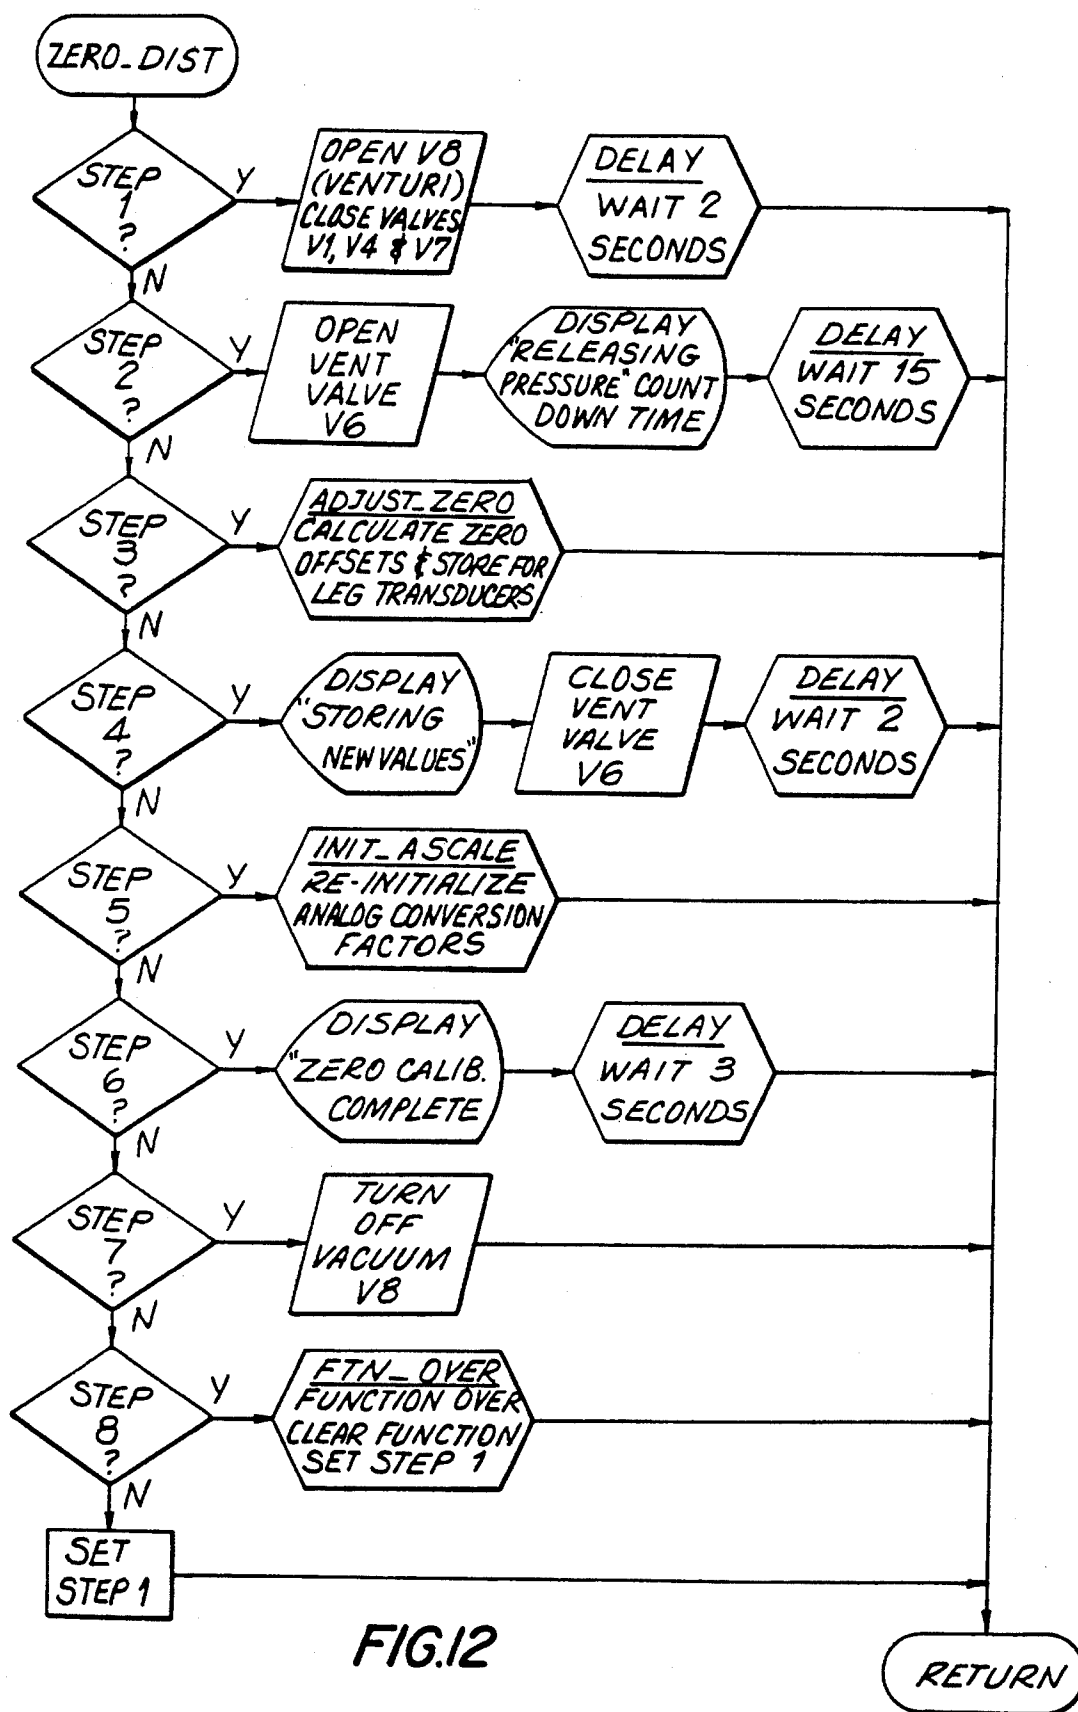 ZERO_DIST
STEP
1
?
Y
OPEN V8
(VENTURI)
CLOSE VALVES
V1, V4 & V7
DELAY
WAIT 2
SECONDS
N
STEP
2
?
Y
OPEN
VENT
VALVE
V6
DISPLAY
"RELEASING
PRESSURE" COUNT
DOWN TIME
DELAY
WAIT 15
SECONDS
N
STEP
3
?
Y
ADJUST_ZERO
CALCULATE ZERO
OFFSETS & STORE FOR
LEG TRANSDUCERS
N
STEP
4
?
Y
DISPLAY
"STORING
NEW VALUES"
CLOSE
VENT
VALVE
V6
DELAY
WAIT 2
SECONDS
N
STEP
5
?
Y
INIT_ASCALE
RE-INITIALIZE
ANALOG CONVERSION
FACTORS
N
STEP
6
?
Y
DISPLAY
"ZERO CALIB.
COMPLETE
DELAY
WAIT 3
SECONDS
N
STEP
7
?
Y
TURN
OFF
VACUUM
V8
N
STEP
8
?
Y
FTN_OVER
FUNCTION OVER
CLEAR FUNCTION
SET STEP 1
N
SET
STEP 1
FIG.12
RETURN